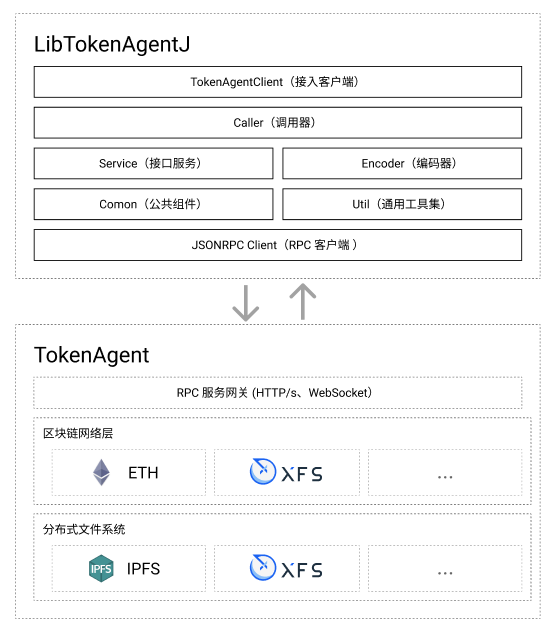 LibTokenAgentJ
TokenAgentClient（接入客户端）
Caller（调用器）
Service（接口服务）
Encoder（编码器）
Comon（公共组件）
Util（通用工具集）
JSONRPC Client（RPC 客户端 ）
TokenAgent
RPC 服务网关 (HTTP/s、WebSocket）
区块链网络层
ETH
XFS
...
分布式文件系统
IPFS IPFS
XFS
...